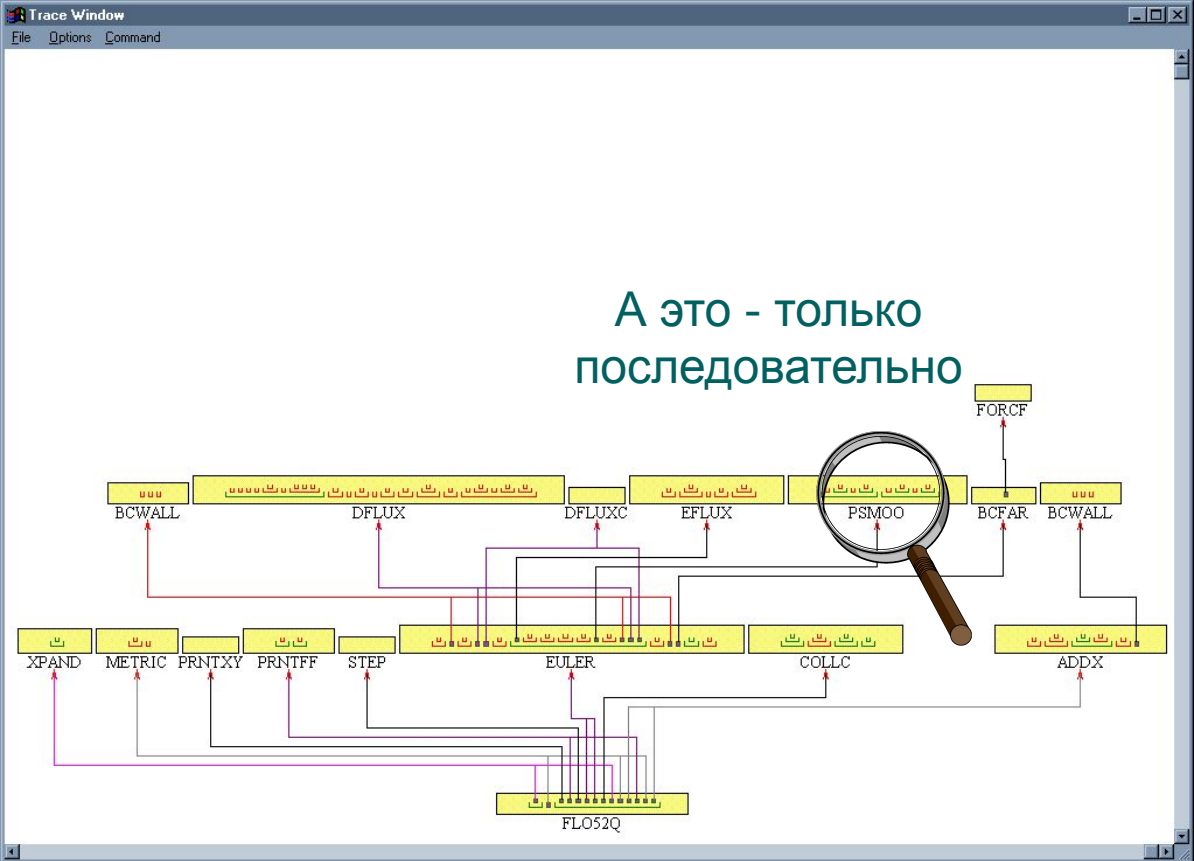 Trace Window
File Options Command
А это - только
последовательно
FORCF
BCWALL DFLUX DFLUXC EFLUX PSMOO BCFAR BCWALL
XPAND METRIC PRNTXY PRNTFF STEP EULER COLLC ADDX
FLO52Q